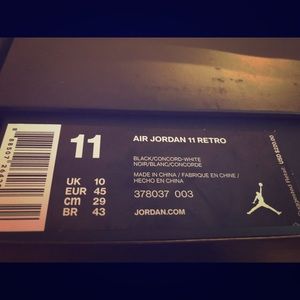 11
AIR JORDAN 11 RETRO
BLACK/CONCORD-WHITE
NOIR/BLANC/CONCORDE
UK 10
EUR 45
cm 29
BR 43
MADE IN CHINA / FABRIQUE EN CHINE /
HECHO EN CHINA
378037 003
JORDAN.COM